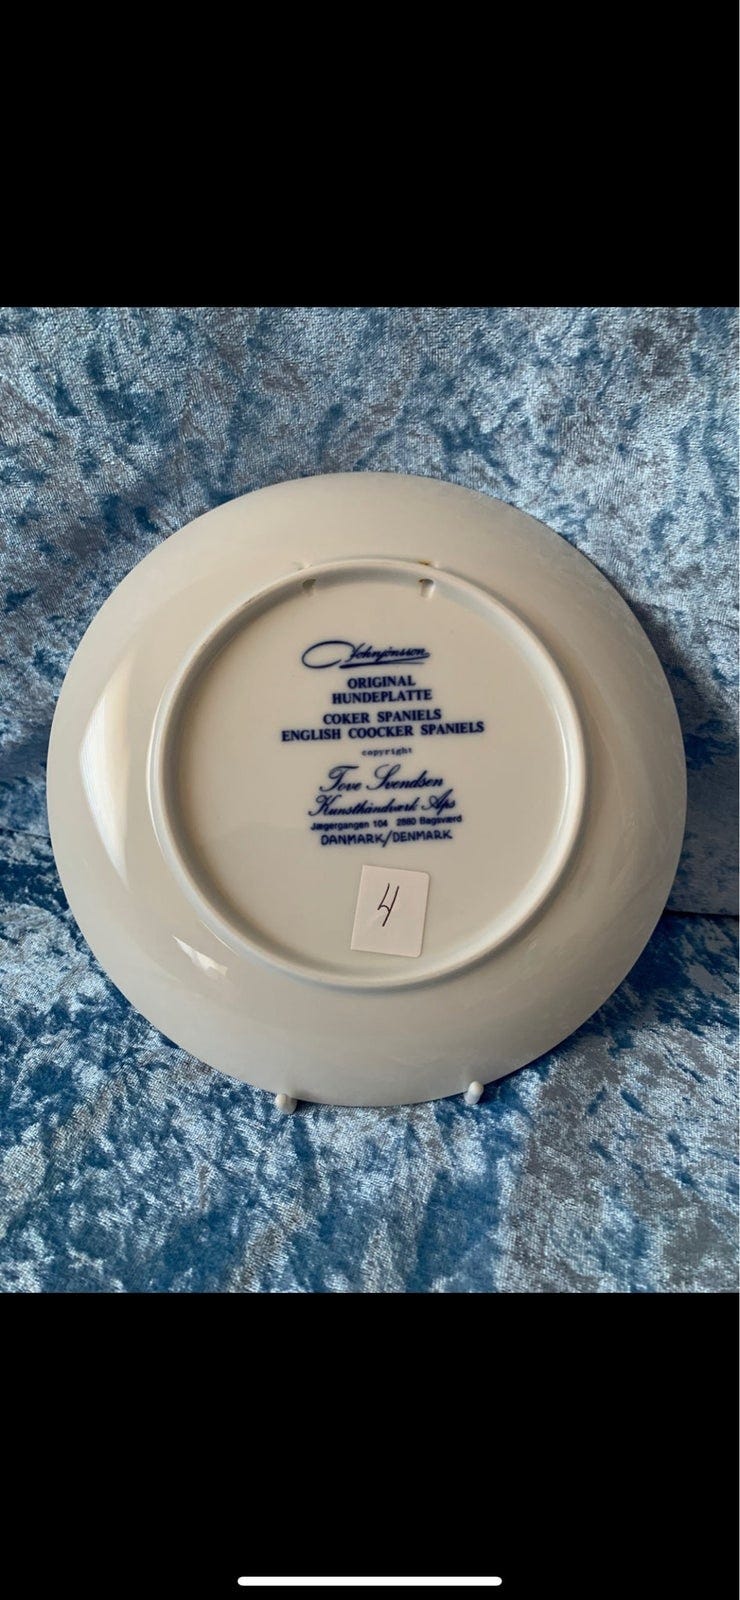 Johnjönsson
ORIGINAL
HUNDEPLATTE
COKER SPANIELS
ENGLISH COOCKER SPANIELS
copyright
Tove Svendsen
Kunsthåndværk Aps
Jægergangen 104 2880 Bagsværd
DANMARK/DENMARK
4